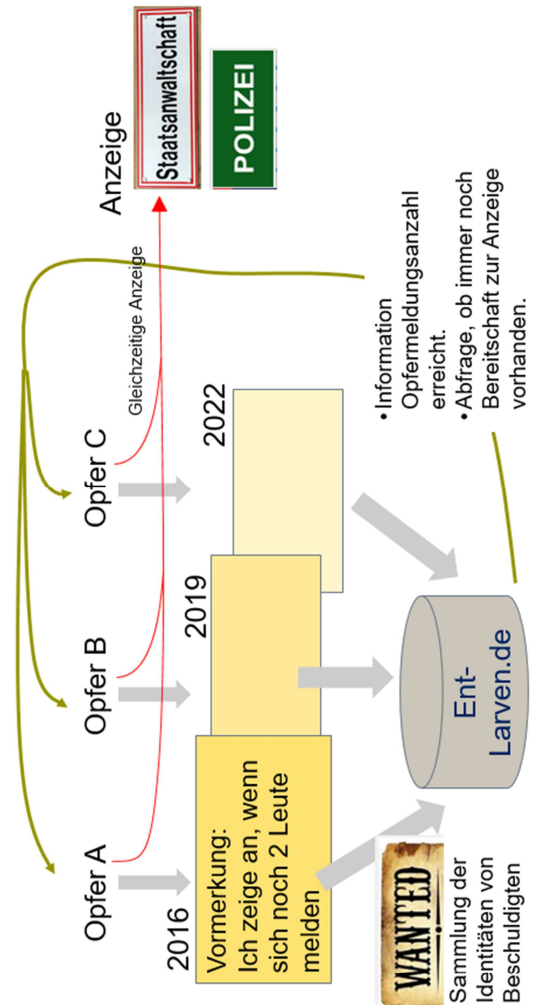 Anzeige
Staatsanwaltschaft
POLIZEI
Opfer A
Opfer B
Opfer C
Gleichzeitige Anzeige
2016
2019
2022
Vormerkung:
Ich zeige an, wenn
sich noch 2 Leute
melden
• Information
Opfermeldungsanzahl
erreicht.
• Abfrage, ob immer noch
Bereitschaft zur Anzeige
vorhanden.
WANTED
Sammlung der
Identitäten von
Beschuldigten
Ent-
Larven.de